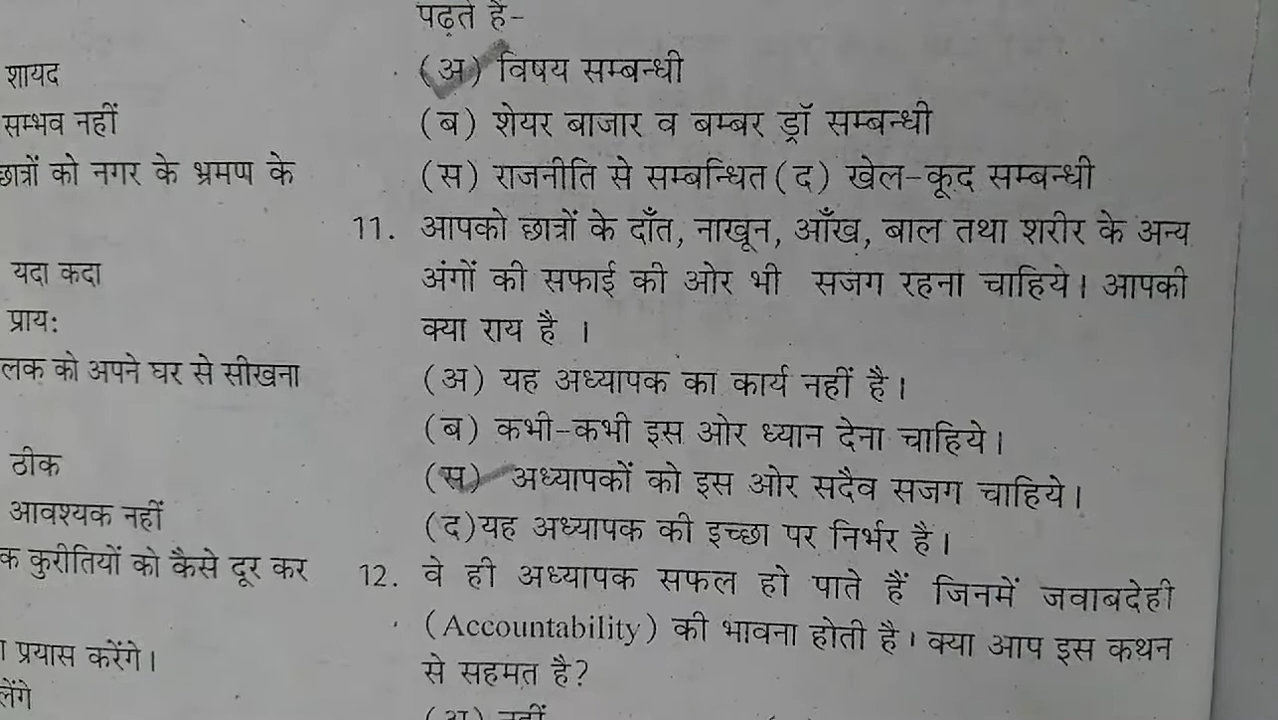 शायद
सम्भव नहीं
छात्रों को नगर के भ्रमण के
यदा कदा
प्राय:
लक को अपने घर से सीखना
ठीक
आवश्यक नहीं
क कुरीतियों को कैसे दूर कर
प्रयास करेंगे।
लेंगे
पढ़ते हैं-
(अ) विषय सम्बन्धी
(ब) शेयर बाजार व बम्बर ड्रॉ सम्बन्धी
(स) राजनीति से सम्बन्धित (द) खेल-कूद सम्बन्धी
11. आपको छात्रों के दाँत, नाखून, आँख, बाल तथा शरीर के अन्य
अंगों की सफाई की ओर भी सजग रहना चाहिये। आपकी
क्या राय है ।
(अ) यह अध्यापक का कार्य नहीं है।
(ब) कभी-कभी इस ओर ध्यान देना चाहिये।
(स) अध्यापकों को इस ओर सदैव सजग चाहिये।
(द)यह अध्यापक की इच्छा पर निर्भर है।
12. वे ही अध्यापक सफल हो पाते हैं जिनमें जवाबदेही
(Accountability) की भावना होती है। क्या आप इस कथन
से सहमत है?
(अ) नहीं